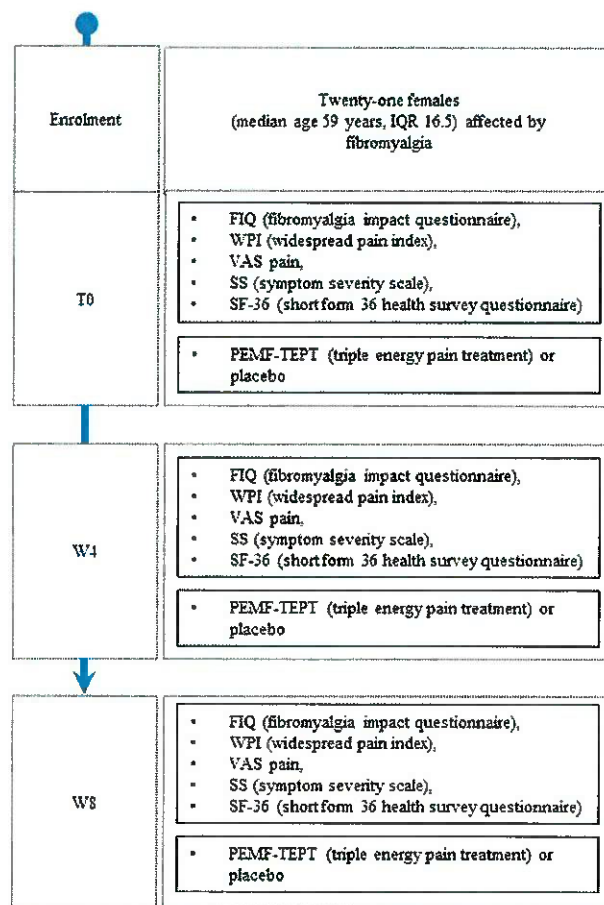 Enrolment
Twenty-one females
(median age 59 years, IQR 16.5) affected by
fibromyalgia
T0
• FIQ (fibromyalgia impact questionnaire),
• WPI (widespread pain index),
• VAS pain,
• SS (symptom severity scale),
• SF-36 (short form 36 health survey questionnaire)
• PEMF-TEPT (triple energy pain treatment) or
placebo
W4
• FIQ (fibromyalgia impact questionnaire),
• WPI (widespread pain index),
• VAS pain,
• SS (symptom severity scale),
• SF-36 (short form 36 health survey questionnaire)
• PEMF-TEPT (triple energy pain treatment) or
placebo
W8
• FIQ (fibromyalgia impact questionnaire),
• WPI (widespread pain index),
• VAS pain,
• SS (symptom severity scale),
• SF-36 (short form 36 health survey questionnaire)
• PEMF-TEPT (triple energy pain treatment) or
placebo